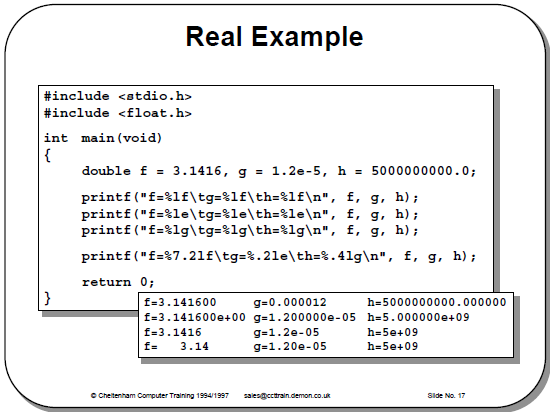 Real Example
#include <stdio.h>
#include <float.h>
int main(void)
{
double f = 3.1416, g = 1.2e-5, h = 5000000000.0;
printf("f=%lf\tg=%lf\th=%lf\n", f, g, h);
printf("f=%le\tg=%le\th=%le\n", f, g, h);
printf("f=%lg\tg=%lg\th=%lg\n", f, g, h);
printf("f=%7.2lf\tg=%.2le\th=%.4lg\n", f, g, h);
return 0;
}
f=3.141600 g=0.000012 h=5000000000.000000
f=3.141600e+00 g=1.200000e-05 h=5.000000e+09
f=3.1416 g=1.2e-05 h=5e+09
f= 3.14 g=1.20e-05 h=5e+09
© Cheltenham Computer Training 1994/1997 sales@ccttrain.demon.co.uk Slide No. 17